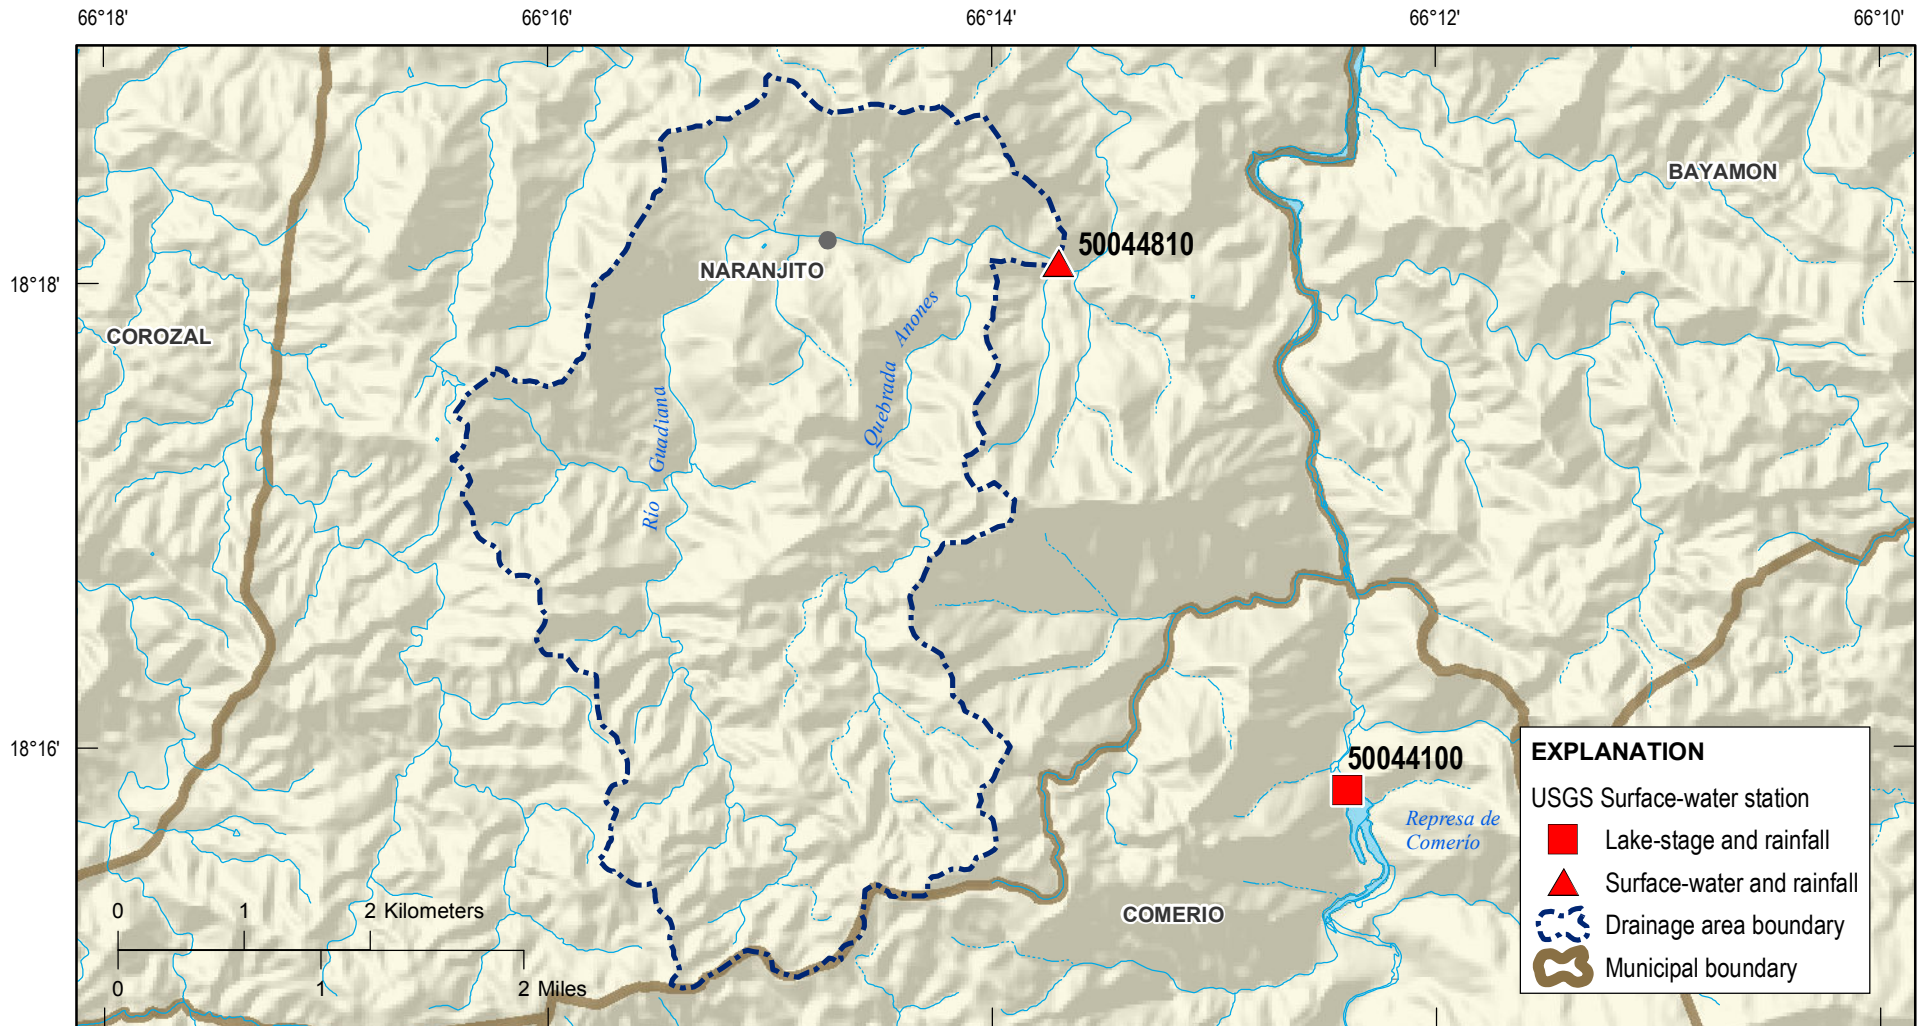 66°18'
66°16'
66°14'
66°12'
66°10'
18°18'
18°16'
BAYAMON
50044810
NARANJITO
COROZAL
Quebrada Anones
Río Guadiana
50044100
Represa de
Comerío
COMERIO
0 1 2 Kilometers
0 1 2 Miles
EXPLANATION
USGS Surface-water station
Lake-stage and rainfall
Surface-water and rainfall
Drainage area boundary
Municipal boundary